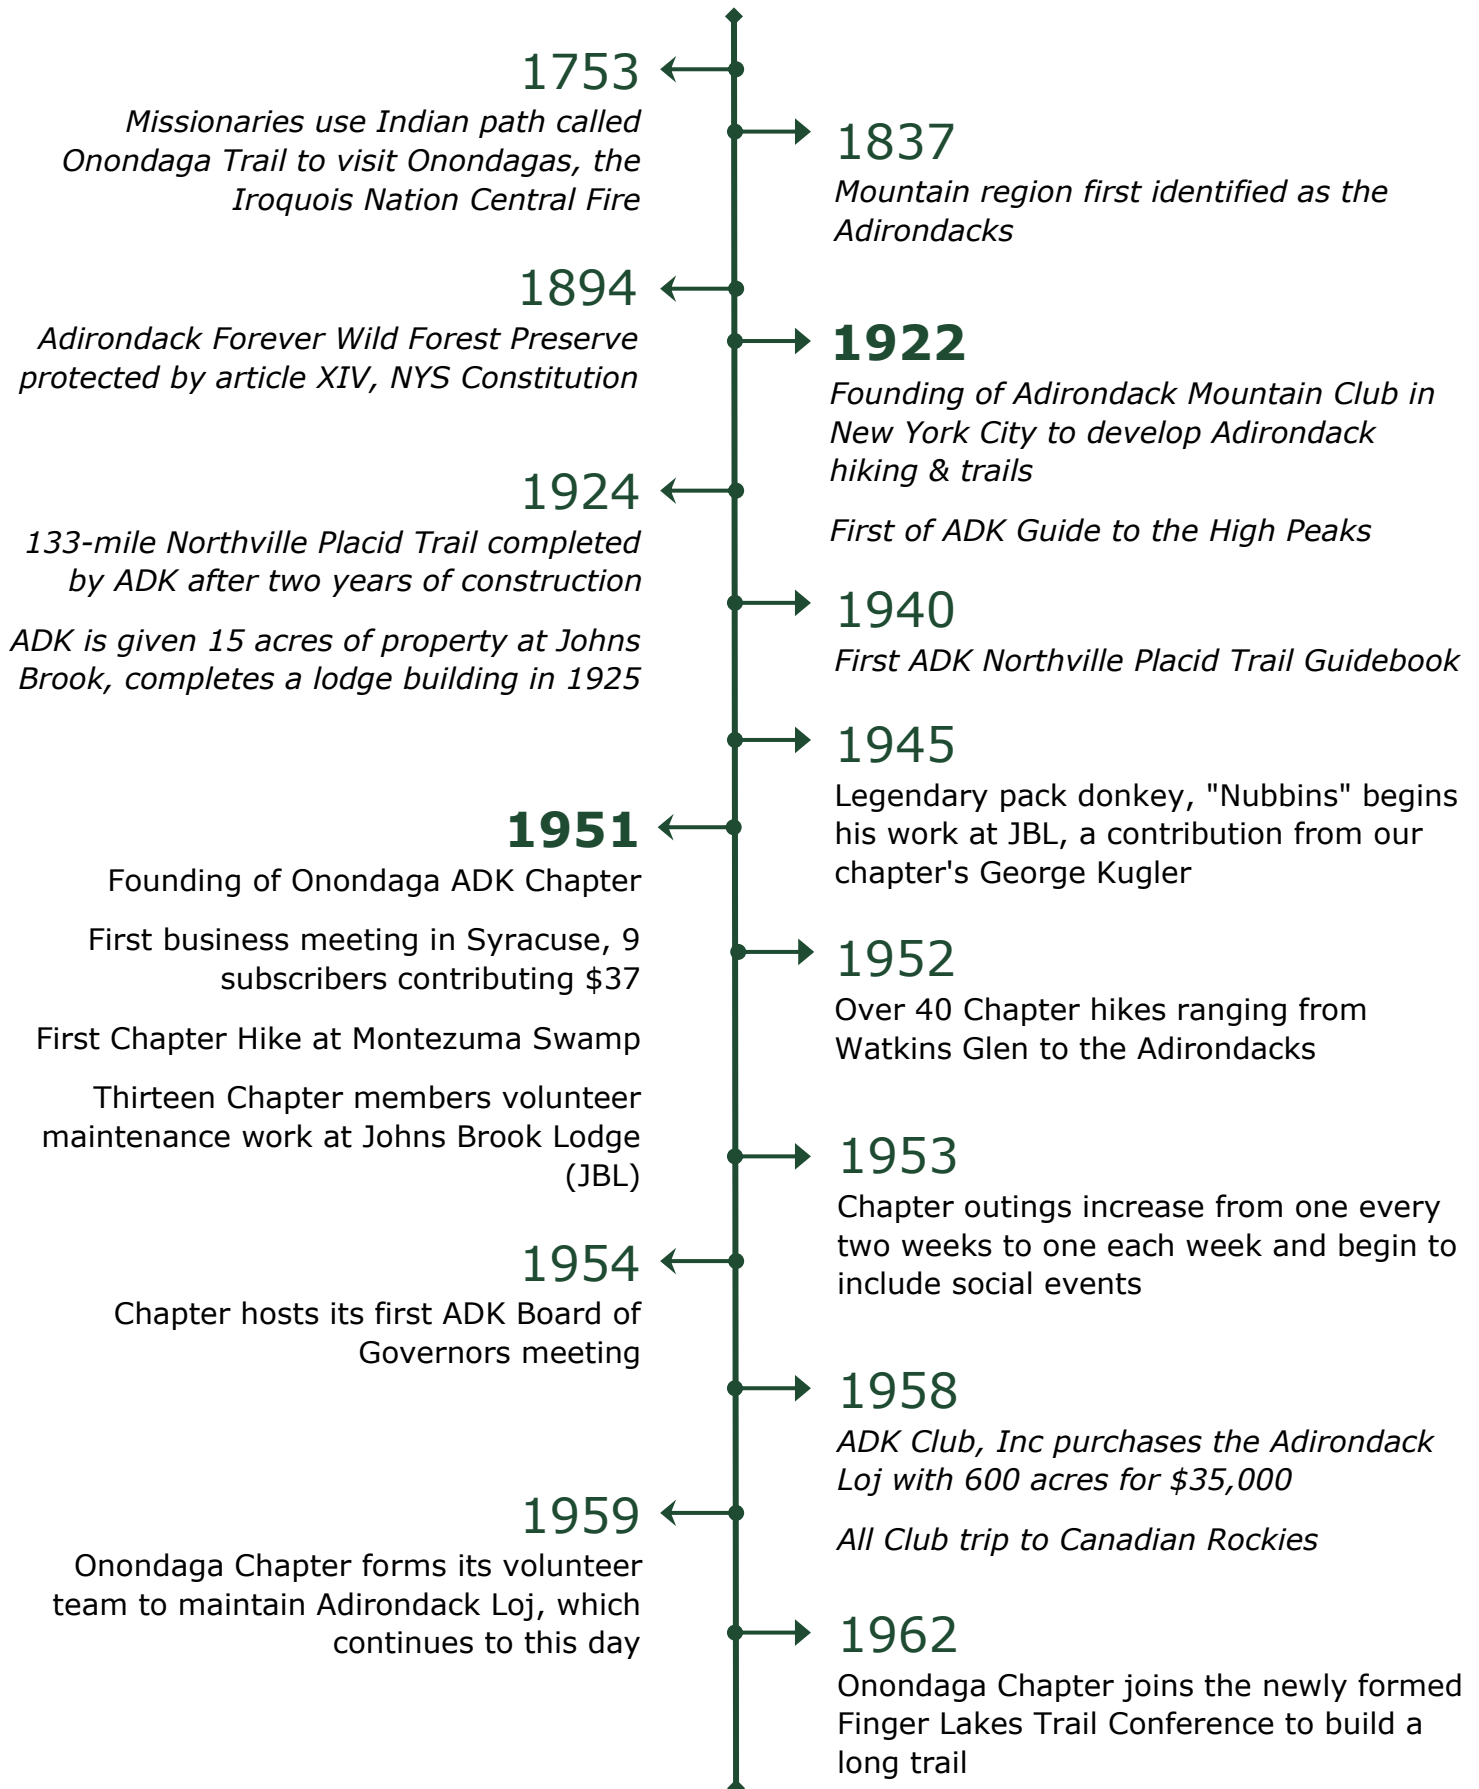 1753
Missionaries use Indian path called
Onondaga Trail to visit Onondagas, the
Iroquois Nation Central Fire
1837
Mountain region first identified as the
Adirondacks
1894
Adirondack Forever Wild Forest Preserve
protected by article XIV, NYS Constitution
1922
Founding of Adirondack Mountain Club in
New York City to develop Adirondack
hiking & trails
First of ADK Guide to the High Peaks
1924
133-mile Northville Placid Trail completed
by ADK after two years of construction
ADK is given 15 acres of property at Johns
Brook, completes a lodge building in 1925
1940
First ADK Northville Placid Trail Guidebook
1945
Legendary pack donkey, "Nubbins" begins
his work at JBL, a contribution from our
chapter's George Kugler
1951
Founding of Onondaga ADK Chapter
First business meeting in Syracuse, 9
subscribers contributing $37
First Chapter Hike at Montezuma Swamp
Thirteen Chapter members volunteer
maintenance work at Johns Brook Lodge
(JBL)
1952
Over 40 Chapter hikes ranging from
Watkins Glen to the Adirondacks
1953
Chapter outings increase from one every
two weeks to one each week and begin to
include social events
1954
Chapter hosts its first ADK Board of
Governors meeting
1958
ADK Club, Inc purchases the Adirondack
Loj with 600 acres for $35,000
All Club trip to Canadian Rockies
1959
Onondaga Chapter forms its volunteer
team to maintain Adirondack Loj, which
continues to this day
1962
Onondaga Chapter joins the newly formed
Finger Lakes Trail Conference to build a
long trail